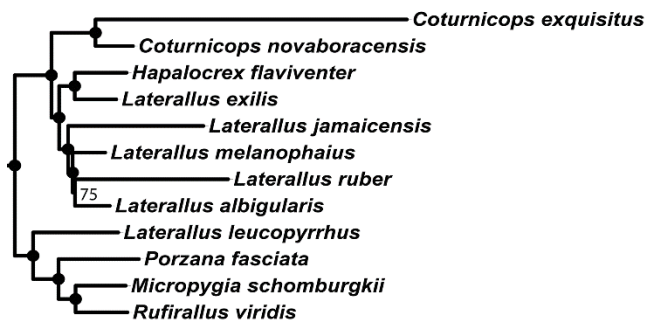 Coturnicops exquisitus
Coturnicops novaboracensis
Hapalocrex flaviventer
Laterallus exilis
Laterallus jamaicensis
Laterallus melanophaius
Laterallus ruber
75
Laterallus albigularis
Laterallus leucopyrrhus
Porzana fasciata
Micropygia schomburgkii
Rufirallus viridis